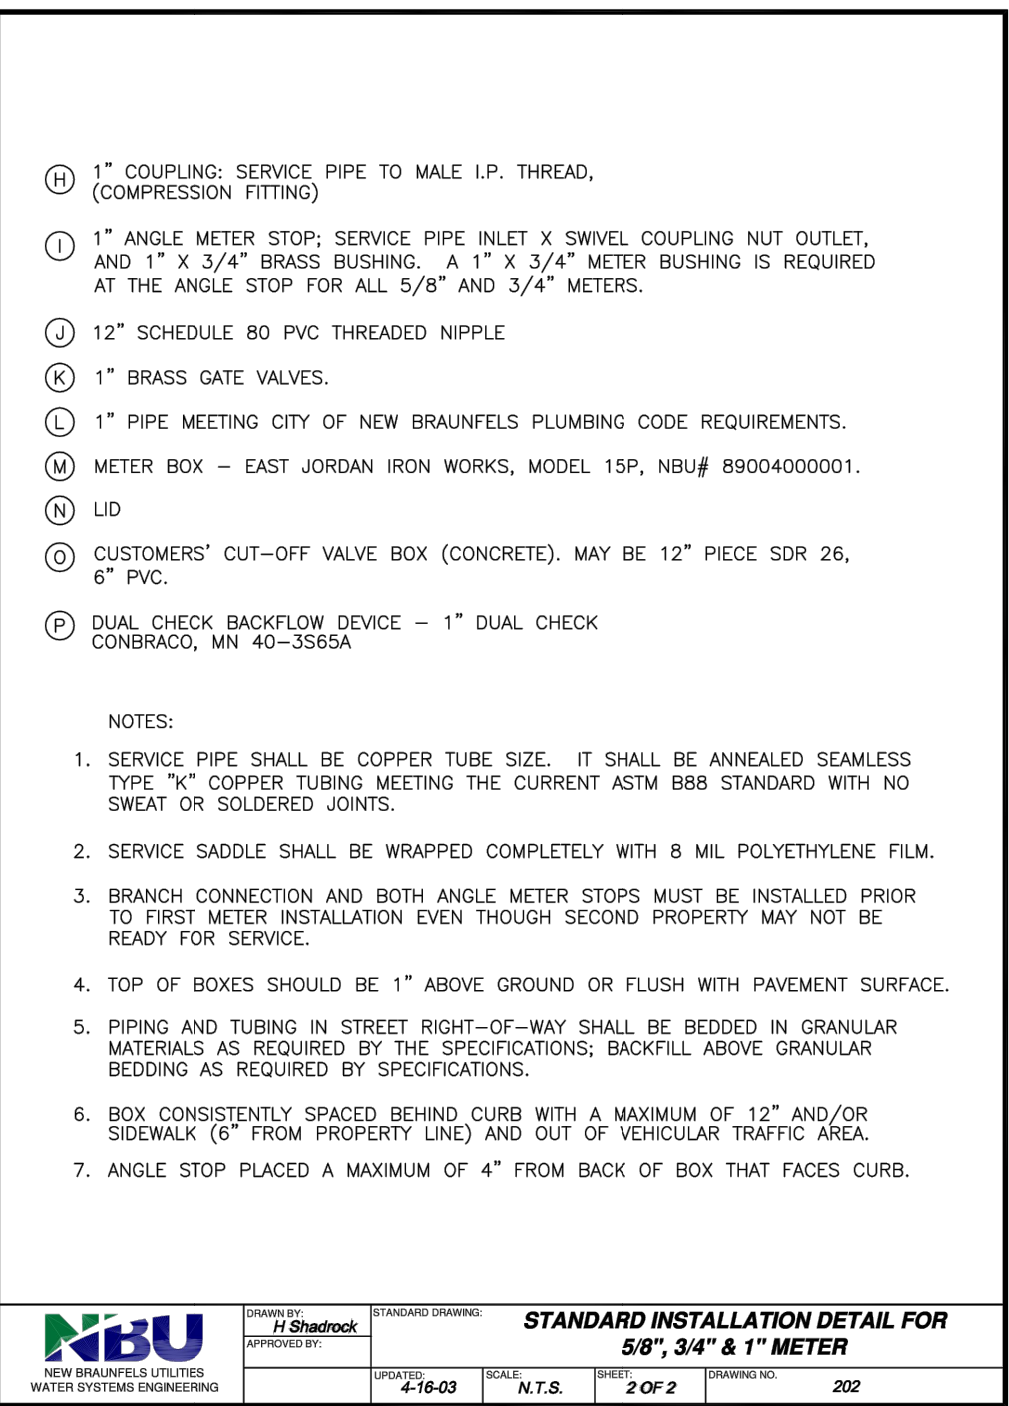 H 1” COUPLING: SERVICE PIPE TO MALE I.P. THREAD,
(COMPRESSION FITTING)
I 1” ANGLE METER STOP; SERVICE PIPE INLET X SWIVEL COUPLING NUT OUTLET,
AND 1” X 3/4” BRASS BUSHING. A 1” X 3/4” METER BUSHING IS REQUIRED
AT THE ANGLE STOP FOR ALL 5/8” AND 3/4” METERS.
J 12” SCHEDULE 80 PVC THREADED NIPPLE
K 1” BRASS GATE VALVES.
L 1” PIPE MEETING CITY OF NEW BRAUNFELS PLUMBING CODE REQUIREMENTS.
M METER BOX – EAST JORDAN IRON WORKS, MODEL 15P, NBU# 89004000001.
N LID
O CUSTOMERS’ CUT–OFF VALVE BOX (CONCRETE). MAY BE 12” PIECE SDR 26,
6” PVC.
P DUAL CHECK BACKFLOW DEVICE – 1” DUAL CHECK
CONBRACO, MN 40–3S65A
NOTES:
1. SERVICE PIPE SHALL BE COPPER TUBE SIZE. IT SHALL BE ANNEALED SEAMLESS
TYPE "K" COPPER TUBING MEETING THE CURRENT ASTM B88 STANDARD WITH NO
SWEAT OR SOLDERED JOINTS.
2. SERVICE SADDLE SHALL BE WRAPPED COMPLETELY WITH 8 MIL POLYETHYLENE FILM.
3. BRANCH CONNECTION AND BOTH ANGLE METER STOPS MUST BE INSTALLED PRIOR
TO FIRST METER INSTALLATION EVEN THOUGH SECOND PROPERTY MAY NOT BE
READY FOR SERVICE.
4. TOP OF BOXES SHOULD BE 1” ABOVE GROUND OR FLUSH WITH PAVEMENT SURFACE.
5. PIPING AND TUBING IN STREET RIGHT–OF–WAY SHALL BE BEDDED IN GRANULAR
MATERIALS AS REQUIRED BY THE SPECIFICATIONS; BACKFILL ABOVE GRANULAR
BEDDING AS REQUIRED BY SPECIFICATIONS.
6. BOX CONSISTENTLY SPACED BEHIND CURB WITH A MAXIMUM OF 12” AND/OR
SIDEWALK (6” FROM PROPERTY LINE) AND OUT OF VEHICULAR TRAFFIC AREA.
7. ANGLE STOP PLACED A MAXIMUM OF 4” FROM BACK OF BOX THAT FACES CURB.
NBU
NEW BRAUNFELS UTILITIES
WATER SYSTEMS ENGINEERING
DRAWN BY:
H Shadrock
APPROVED BY:
STANDARD DRAWING:
STANDARD INSTALLATION DETAIL FOR
5/8", 3/4" & 1" METER
UPDATED:
4-16-03
SCALE:
N.T.S.
SHEET:
2 OF 2
DRAWING NO.
202